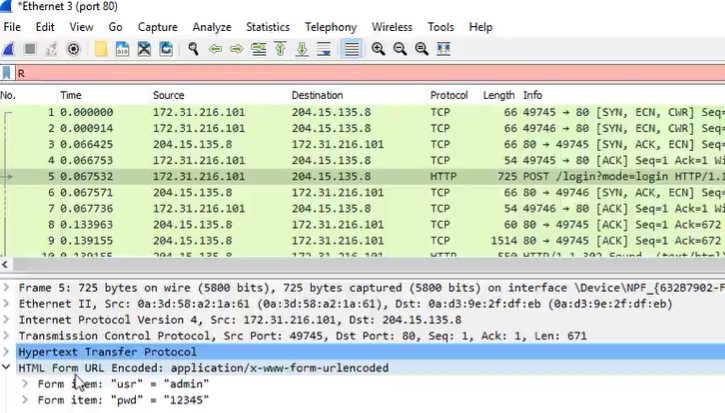 *Ethernet 3 (port 80)
File Edit View Go Capture Analyze Statistics Telephony Wireless Tools Help
R
No. Time Source Destination Protocol Length Info
1 0.000000 172.31.216.101 204.15.135.8 TCP 66 49745 → 80 [SYN, ECN, CWR] Seq=
2 0.000914 172.31.216.101 204.15.135.8 TCP 66 49746 → 80 [SYN, ECN, CWR] Seq=
3 0.066425 204.15.135.8 172.31.216.101 TCP 66 80 → 49745 [SYN, ACK, ECN] Seq=
4 0.066753 172.31.216.101 204.15.135.8 TCP 54 49745 → 80 [ACK] Seq=1 Ack=1 Wi
5 0.067532 172.31.216.101 204.15.135.8 HTTP 725 POST /login?mode=login HTTP/1.1
6 0.067571 204.15.135.8 172.31.216.101 TCP 66 80 → 49746 [SYN, ACK, ECN] Seq=
7 0.067736 172.31.216.101 204.15.135.8 TCP 54 49746 → 80 [ACK] Seq=1 Ack=1 Wi
8 0.133963 204.15.135.8 172.31.216.101 TCP 60 80 → 49745 [ACK] Seq=1 Ack=672
9 0.139155 204.15.135.8 172.31.216.101 TCP 1514 80 → 49745 [ACK] Seq=1 Ack=672
10 0.139155 204.15.135.8 172.31.216.101 HTTP 550 HTTP/1.1 302 Found (text/html)
Frame 5: 725 bytes on wire (5800 bits), 725 bytes captured (5800 bits) on interface \Device\NPF_{632B7902-F
Ethernet II, Src: 0a:3d:58:a2:1a:61 (0a:3d:58:a2:1a:61), Dst: 0a:d3:9e:2f:df:eb (0a:d3:9e:2f:df:eb)
Internet Protocol Version 4, Src: 172.31.216.101, Dst: 204.15.135.8
Transmission Control Protocol, Src Port: 49745, Dst Port: 80, Seq: 1, Ack: 1, Len: 671
Hypertext Transfer Protocol
HTML Form URL Encoded: application/x-www-form-urlencoded
Form item: "usr" = "admin"
Form item: "pwd" = "12345"